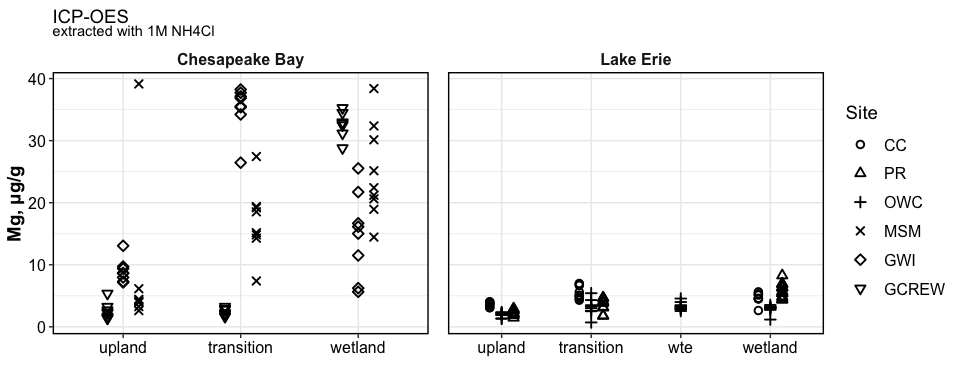 ICP-OES
extracted with 1M NH4Cl
Chesapeake Bay
Lake Erie
Mg, μg/g
40
30
20
10
0
upland transition wetland
upland transition wte wetland
Site
CC
PR
OWC
MSM
GWI
GCREW